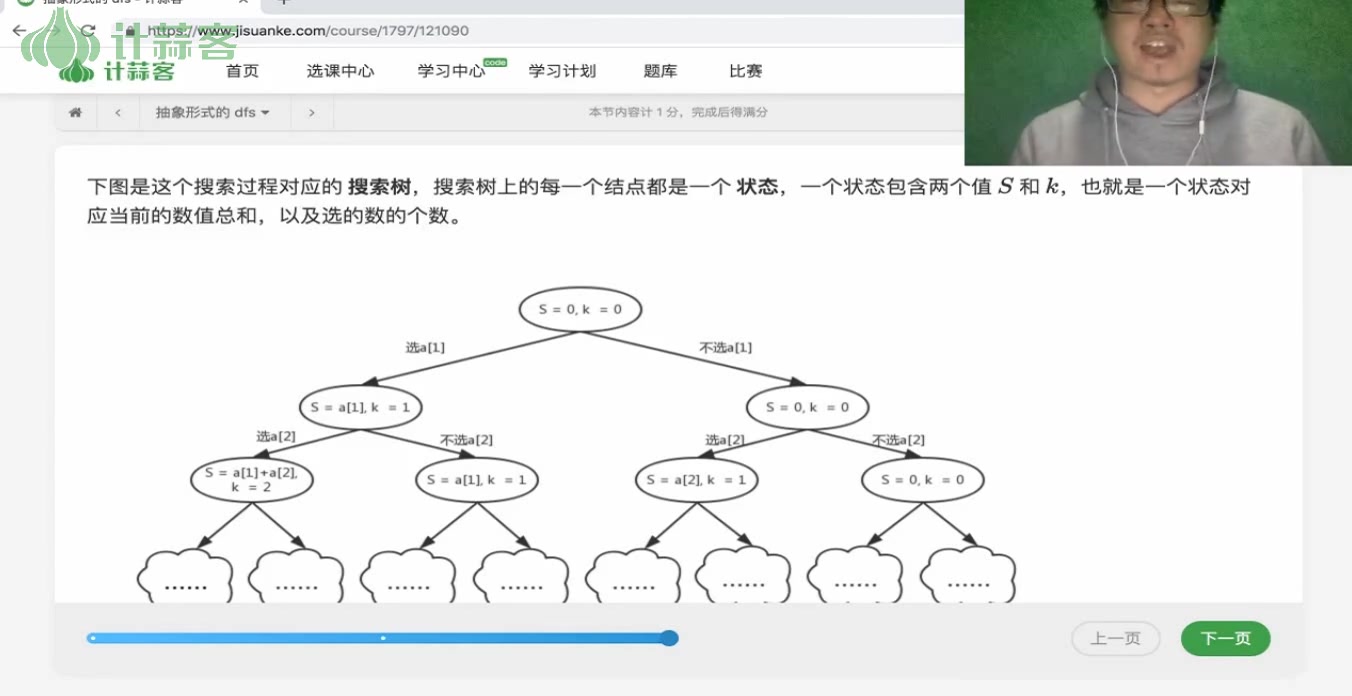 抽象形式的 dfs - 计蒜客
https://www.jisuanke.com/course/1797/121090
计蒜客
计蒜客 首页 选课中心 学习中心 code 学习计划 题库 比赛
抽象形式的 dfs 本节内容计 1 分，完成后得满分
下图是这个搜索过程对应的 搜索树，搜索树上的每一个结点都是一个 状态，一个状态包含两个值 S 和 k，也就是一个状态对
应当前的数值总和，以及选的数的个数。
S = 0, k = 0
选a[1] 不选a[1]
S = a[1], k = 1 S = 0, k = 0
选a[2] 不选a[2] 选a[2] 不选a[2]
S = a[1]+a[2],
k = 2
S = a[1], k = 1 S = a[2], k = 1 S = 0, k = 0
...... ...... ...... ...... ...... ...... ...... ......
上一页 下一页